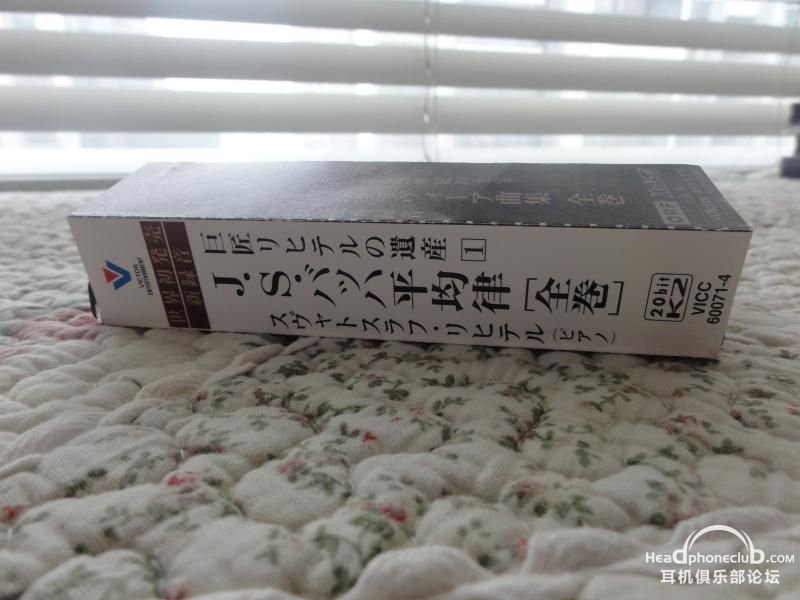 曲集 全巻
VICTOR
ENTERTAINMENT
世界初発売
新録音
巨匠リヒテルの遺産1
J.S.バッハ平均律[全巻]
スヴャトスラフ・リヒテル(ピアノ)
20bit
K2
VICC
60071-4
Headphoneclub.com
耳机俱乐部论坛